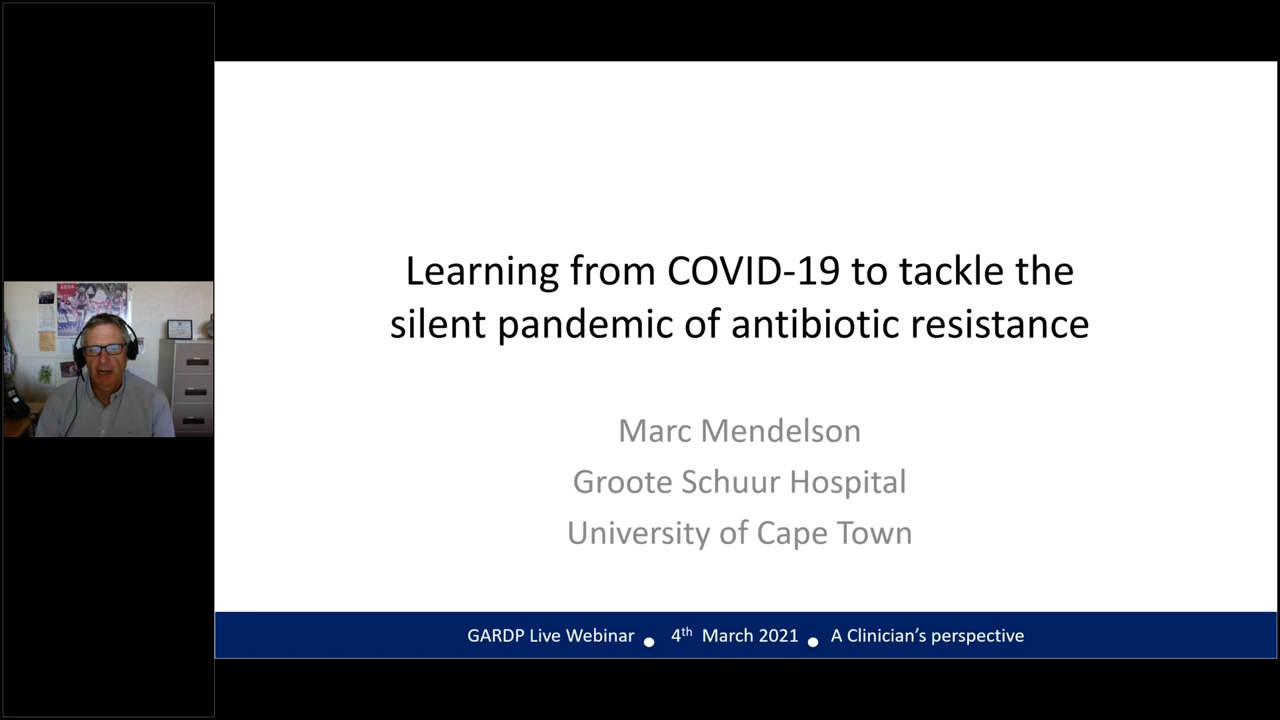 Learning from COVID-19 to tackle the
silent pandemic of antibiotic resistance
Marc Mendelson
Groote Schuur Hospital
University of Cape Town
GARDP Live Webinar • 4th March 2021 • A Clinician’s perspective